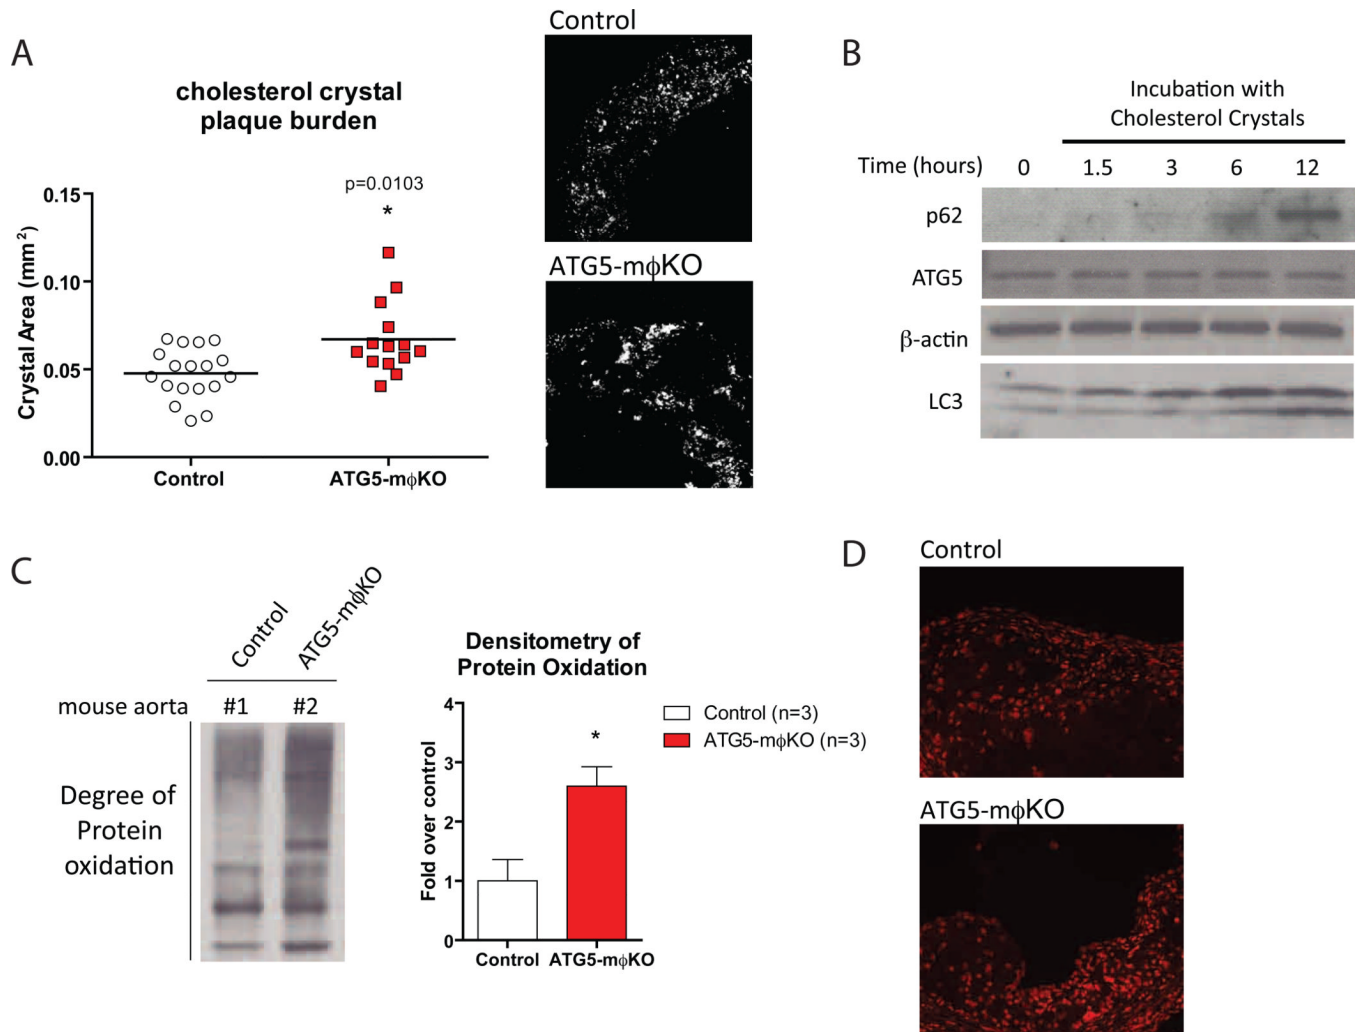 A
cholesterol crystal
plaque burden
p=0.0103
*
0.15
0.10
0.05
0.00
Crystal Area (mm²)
Control
ATG5-mϕKO
Control
ATG5-mϕKO
B
Incubation with
Cholesterol Crystals
Time (hours) 0 1.5 3 6 12
p62
ATG5
β-actin
LC3
C
Control
ATG5-mϕKO
mouse aorta #1 #2
Degree of
Protein
oxidation
Densitometry of
Protein Oxidation
4
3
2
1
0
Fold over control
*
Control ATG5-mϕKO
Control (n=3)
ATG5-mϕKO (n=3)
D
Control
ATG5-mϕKO